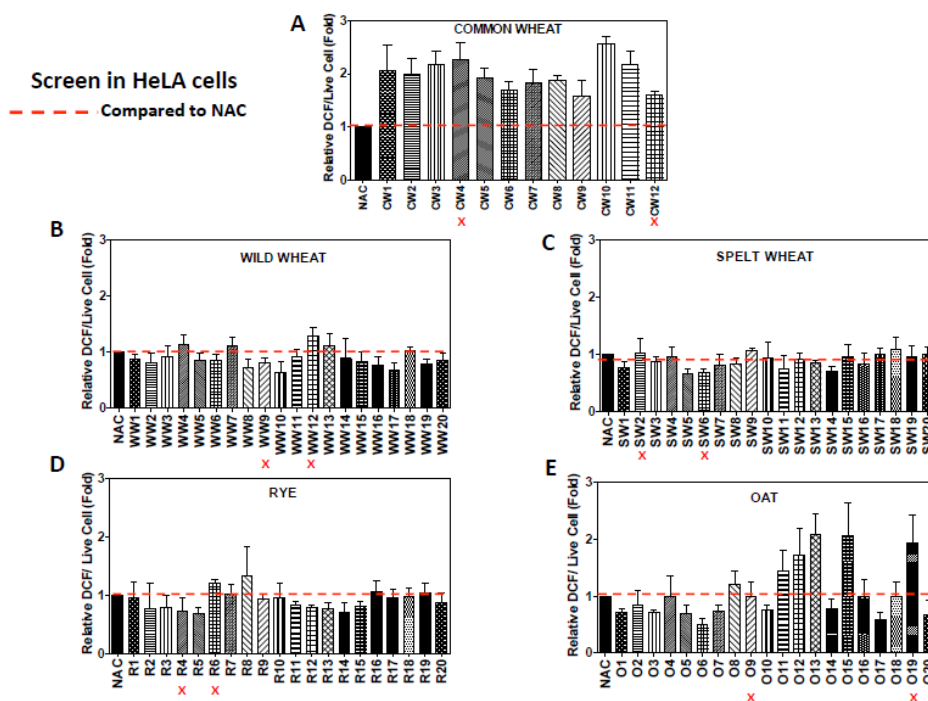 A
COMMON WHEAT
Screen in HeLA cells
Compared to NAC
Relative DCF/Live Cell (Fold)
3
2
1
0
NAC CW1 CW2 CW3 CW4 CW5 CW6 CW7 CW8 CW9 CW10 CW11 CW12
X X
B
WILD WHEAT
Relative DCF/Live Cell (Fold)
3
2
1
0
NAC WW1 WW2 WW3 WW4 WW5 WW6 WW7 WW8 WW9 WW10 WW11 WW12 WW13 WW14 WW15 WW16 WW17 WW18 WW19 WW20
X X
C
SPELT WHEAT
Relative DCF/Live Cell (Fold)
3
2
1
0
NAC SW1 SW2 SW3 SW4 SW5 SW6 SW7 SW8 SW9 SW10 SW11 SW12 SW13 SW14 SW15 SW16 SW17 SW18 SW19 SW20
X X
D
RYE
Relative DCF/ Live Cell (Fold)
3
2
1
0
NAC R1 R2 R3 R4 R5 R6 R7 R8 R9 R10 R11 R12 R13 R14 R15 R16 R17 R18 R19 R20
X X
E
OAT
Relative DCF/ Live Cell (Fold)
3
2
1
0
NAC O1 O2 O3 O4 O5 O6 O7 O8 O9 O10 O11 O12 O13 O14 O15 O16 O17 O18 O19 O20
X X